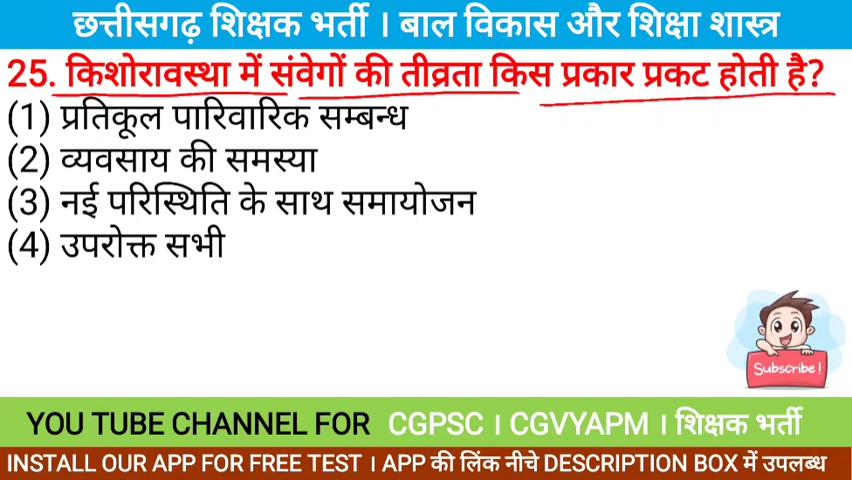 छत्तीसगढ़ शिक्षक भर्ती । बाल विकास और शिक्षा शास्त्र
25. किशोरावस्था में संवेगों की तीव्रता किस प्रकार प्रकट होती है?
(1) प्रतिकूल पारिवारिक सम्बन्ध
(2) व्यवसाय की समस्या
(3) नई परिस्थिति के साथ समायोजन
(4) उपरोक्त सभी
Subscribe!
YOU TUBE CHANNEL FOR CGPSC । CGVYAPM । शिक्षक भर्ती
INSTALL OUR APP FOR FREE TEST । APP की लिंक नीचे DESCRIPTION BOX में उपलब्ध